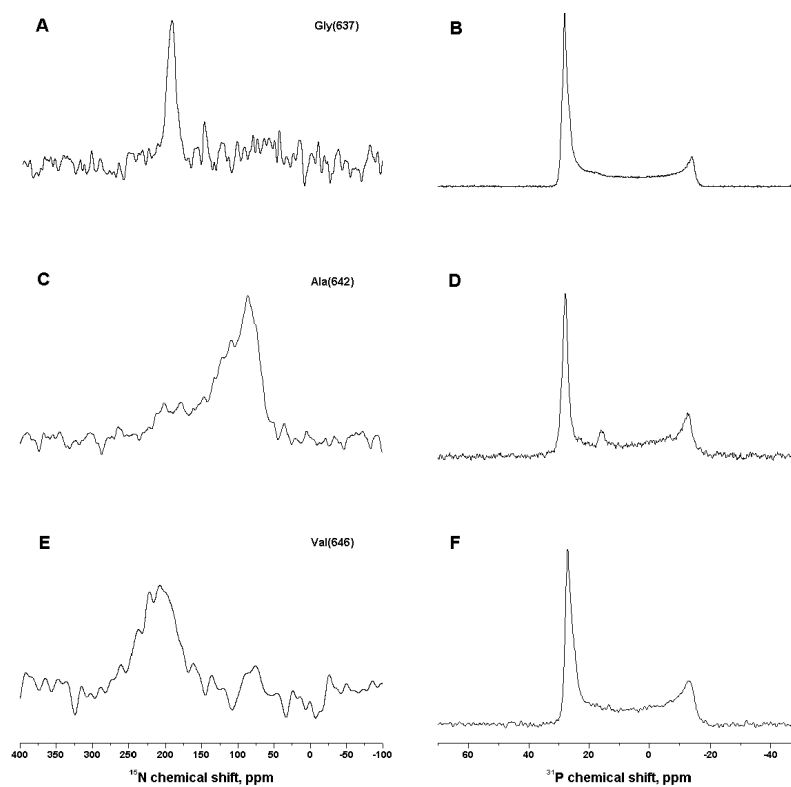 A
Gly(637)
B
C
Ala(642)
D
E
Val(646)
F
400 350 300 250 200 150 100 50 0 -50 -100
60 40 20 0 -20 -40
¹⁵N chemical shift, ppm
³¹P chemical shift, ppm